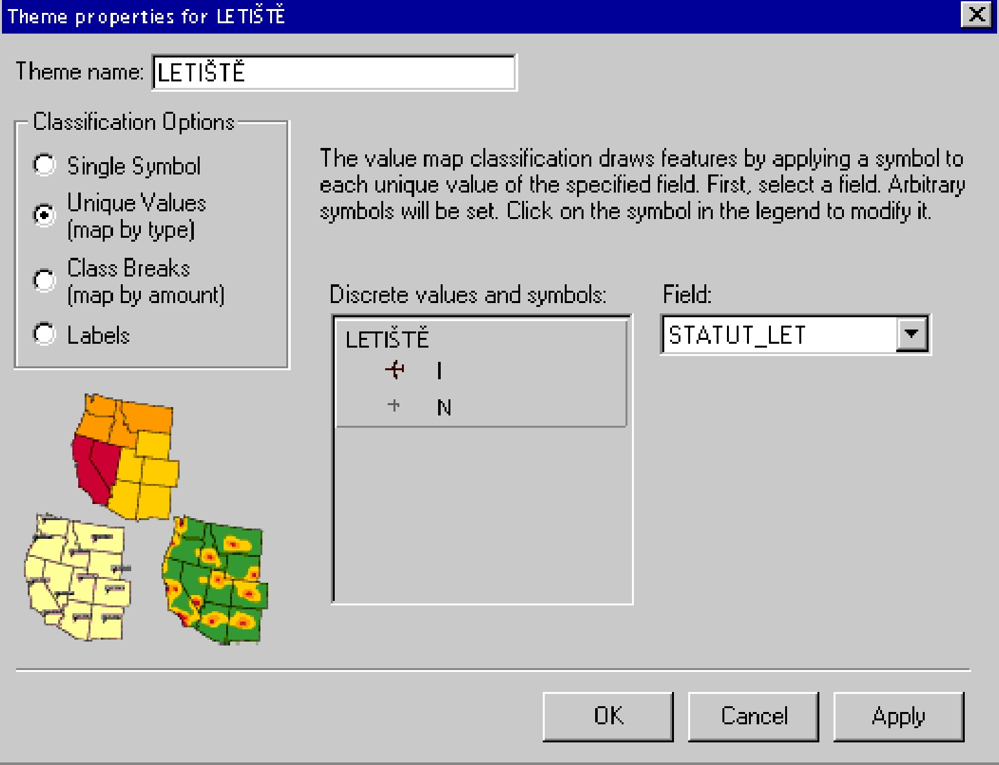 Theme properties for LETIŠTĚ
Theme name: LETIŠTĚ
Classification Options
Single Symbol
Unique Values
(map by type)
Class Breaks
(map by amount)
Labels
The value map classification draws features by applying a symbol to
each unique value of the specified field. First, select a field. Arbitrary
symbols will be set. Click on the symbol in the legend to modify it.
Discrete values and symbols:
LETIŠTĚ
I
N
Field:
STATUT_LET
OK
Cancel
Apply